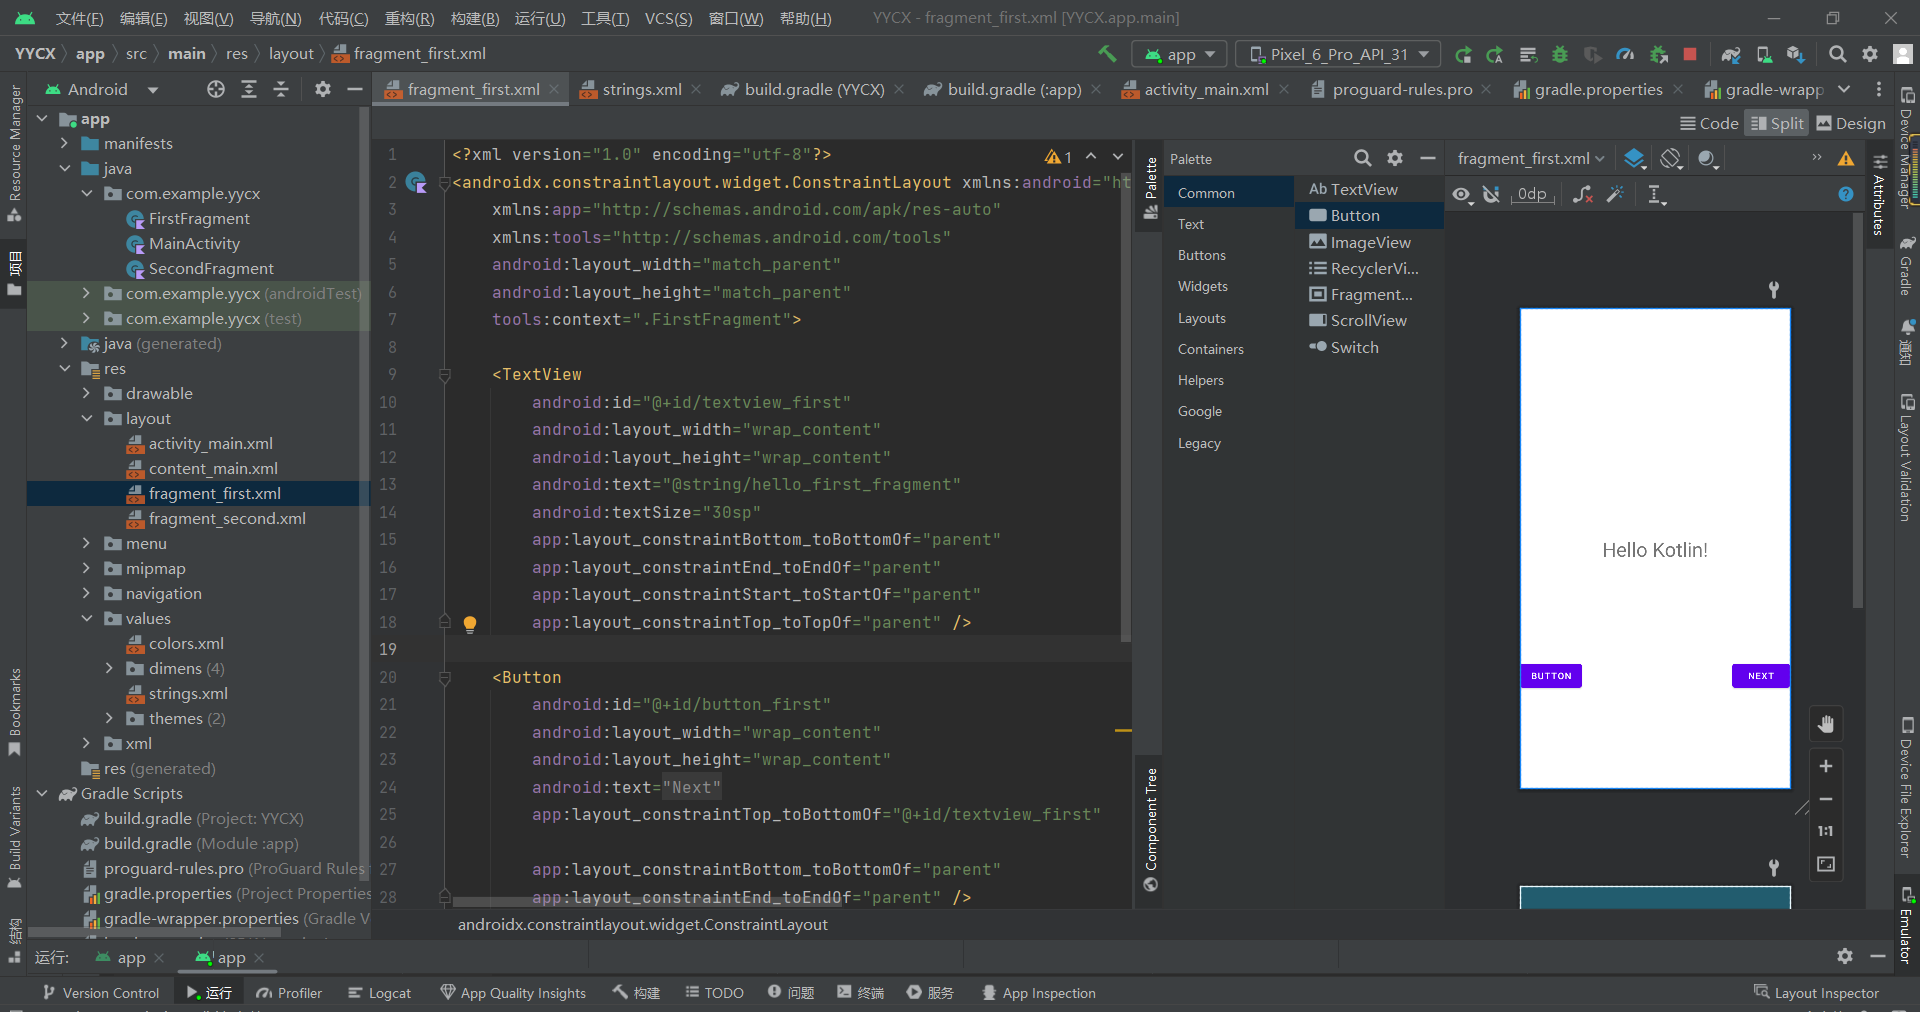 文件(F) 编辑(E) 视图(V) 导航(N) 代码(C) 重构(R) 构建(B) 运行(U) 工具(T) VCS(S) 窗口(W) 帮助(H) YYCX - fragment_first.xml [YYCX.app.main]
YYCX app src main res layout fragment_first.xml app Pixel_6_Pro_API_31
Android fragment_first.xml strings.xml build.gradle (YYCX) build.gradle (:app) activity_main.xml proguard-rules.pro gradle.properties gradle-wrapp
Code Split Design
Resource Manager
项目
Bookmarks
Build Variants
结构
app
manifests
java
com.example.yycx
FirstFragment
MainActivity
SecondFragment
com.example.yycx (androidTest)
com.example.yycx (test)
java (generated)
res
drawable
layout
activity_main.xml
content_main.xml
fragment_first.xml
fragment_second.xml
menu
mipmap
navigation
values
colors.xml
dimens (4)
strings.xml
themes (2)
xml
res (generated)
Gradle Scripts
build.gradle (Project: YYCX)
build.gradle (Module :app)
proguard-rules.pro (ProGuard Rules
gradle.properties (Project Properties
gradle-wrapper.properties (Gradle V
1 <?xml version="1.0" encoding="utf-8"?> 1
2 <androidx.constraintlayout.widget.ConstraintLayout xmlns:android="ht
3 xmlns:app="http://schemas.android.com/apk/res-auto"
4 xmlns:tools="http://schemas.android.com/tools"
5 android:layout_width="match_parent"
6 android:layout_height="match_parent"
7 tools:context=".FirstFragment">
8
9 <TextView
10 android:id="@+id/textview_first"
11 android:layout_width="wrap_content"
12 android:layout_height="wrap_content"
13 android:text="@string/hello_first_fragment"
14 android:textSize="30sp"
15 app:layout_constraintBottom_toBottomOf="parent"
16 app:layout_constraintEnd_toEndOf="parent"
17 app:layout_constraintStart_toStartOf="parent"
18 app:layout_constraintTop_toTopOf="parent" />
19
20 <Button
21 android:id="@+id/button_first"
22 android:layout_width="wrap_content"
23 android:layout_height="wrap_content"
24 android:text="Next"
25 app:layout_constraintTop_toBottomOf="@+id/textview_first"
26
27 app:layout_constraintBottom_toBottomOf="parent"
28 app:layout_constraintEnd_toEndOf="parent" />
androidx.constraintlayout.widget.ConstraintLayout
Palette
Component Tree
Palette
Common
Text
Buttons
Widgets
Layouts
Containers
Helpers
Google
Legacy
Ab TextView
Button
ImageView
RecyclerVi...
Fragment...
ScrollView
Switch
fragment_first.xml
0dp
Hello Kotlin!
BUTTON NEXT
1:1
Attributes
Device Manager
Gradle
通知
Layout Validation
Device File Explorer
Emulator
运行: app app
Version Control 运行 Profiler Logcat App Quality Insights 构建 TODO 问题 终端 服务 App Inspection Layout Inspector